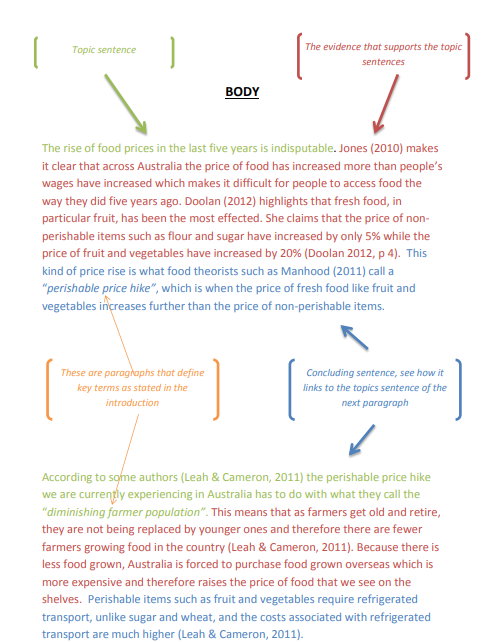 Topic sentence
The evidence that supports the topic
sentences
BODY
The rise of food prices in the last five years is indisputable. Jones (2010) makes
it clear that across Australia the price of food has increased more than people's
wages have increased which makes it difficult for people to access food the
way they did five years ago. Doolan (2012) highlights that fresh food, in
particular fruit, has been the most effected. She claims that the price of non-
perishable items such as flour and sugar have increased by only 5% while the
price of fruit and vegetables have increased by 20% (Doolan 2012, p 4). This
kind of price rise is what food theorists such as Manhood (2011) call a
“perishable price hike”, which is when the price of fresh food like fruit and
vegetables increases further than the price of non-perishable items.
These are paragraphs that define
key terms as stated in the
introduction
Concluding sentence, see how it
links to the topics sentence of the
next paragraph
According to some authors (Leah & Cameron, 2011) the perishable price hike
we are currently experiencing in Australia has to do with what they call the
“diminishing farmer population”. This means that as farmers get old and retire,
they are not being replaced by younger ones and therefore there are fewer
farmers growing food in the country (Leah & Cameron, 2011). Because there is
less food grown, Australia is forced to purchase food grown overseas which is
more expensive and therefore raises the price of food that we see on the
shelves. Perishable items such as fruit and vegetables require refrigerated
transport, unlike sugar and wheat, and the costs associated with refrigerated
transport are much higher (Leah & Cameron, 2011).